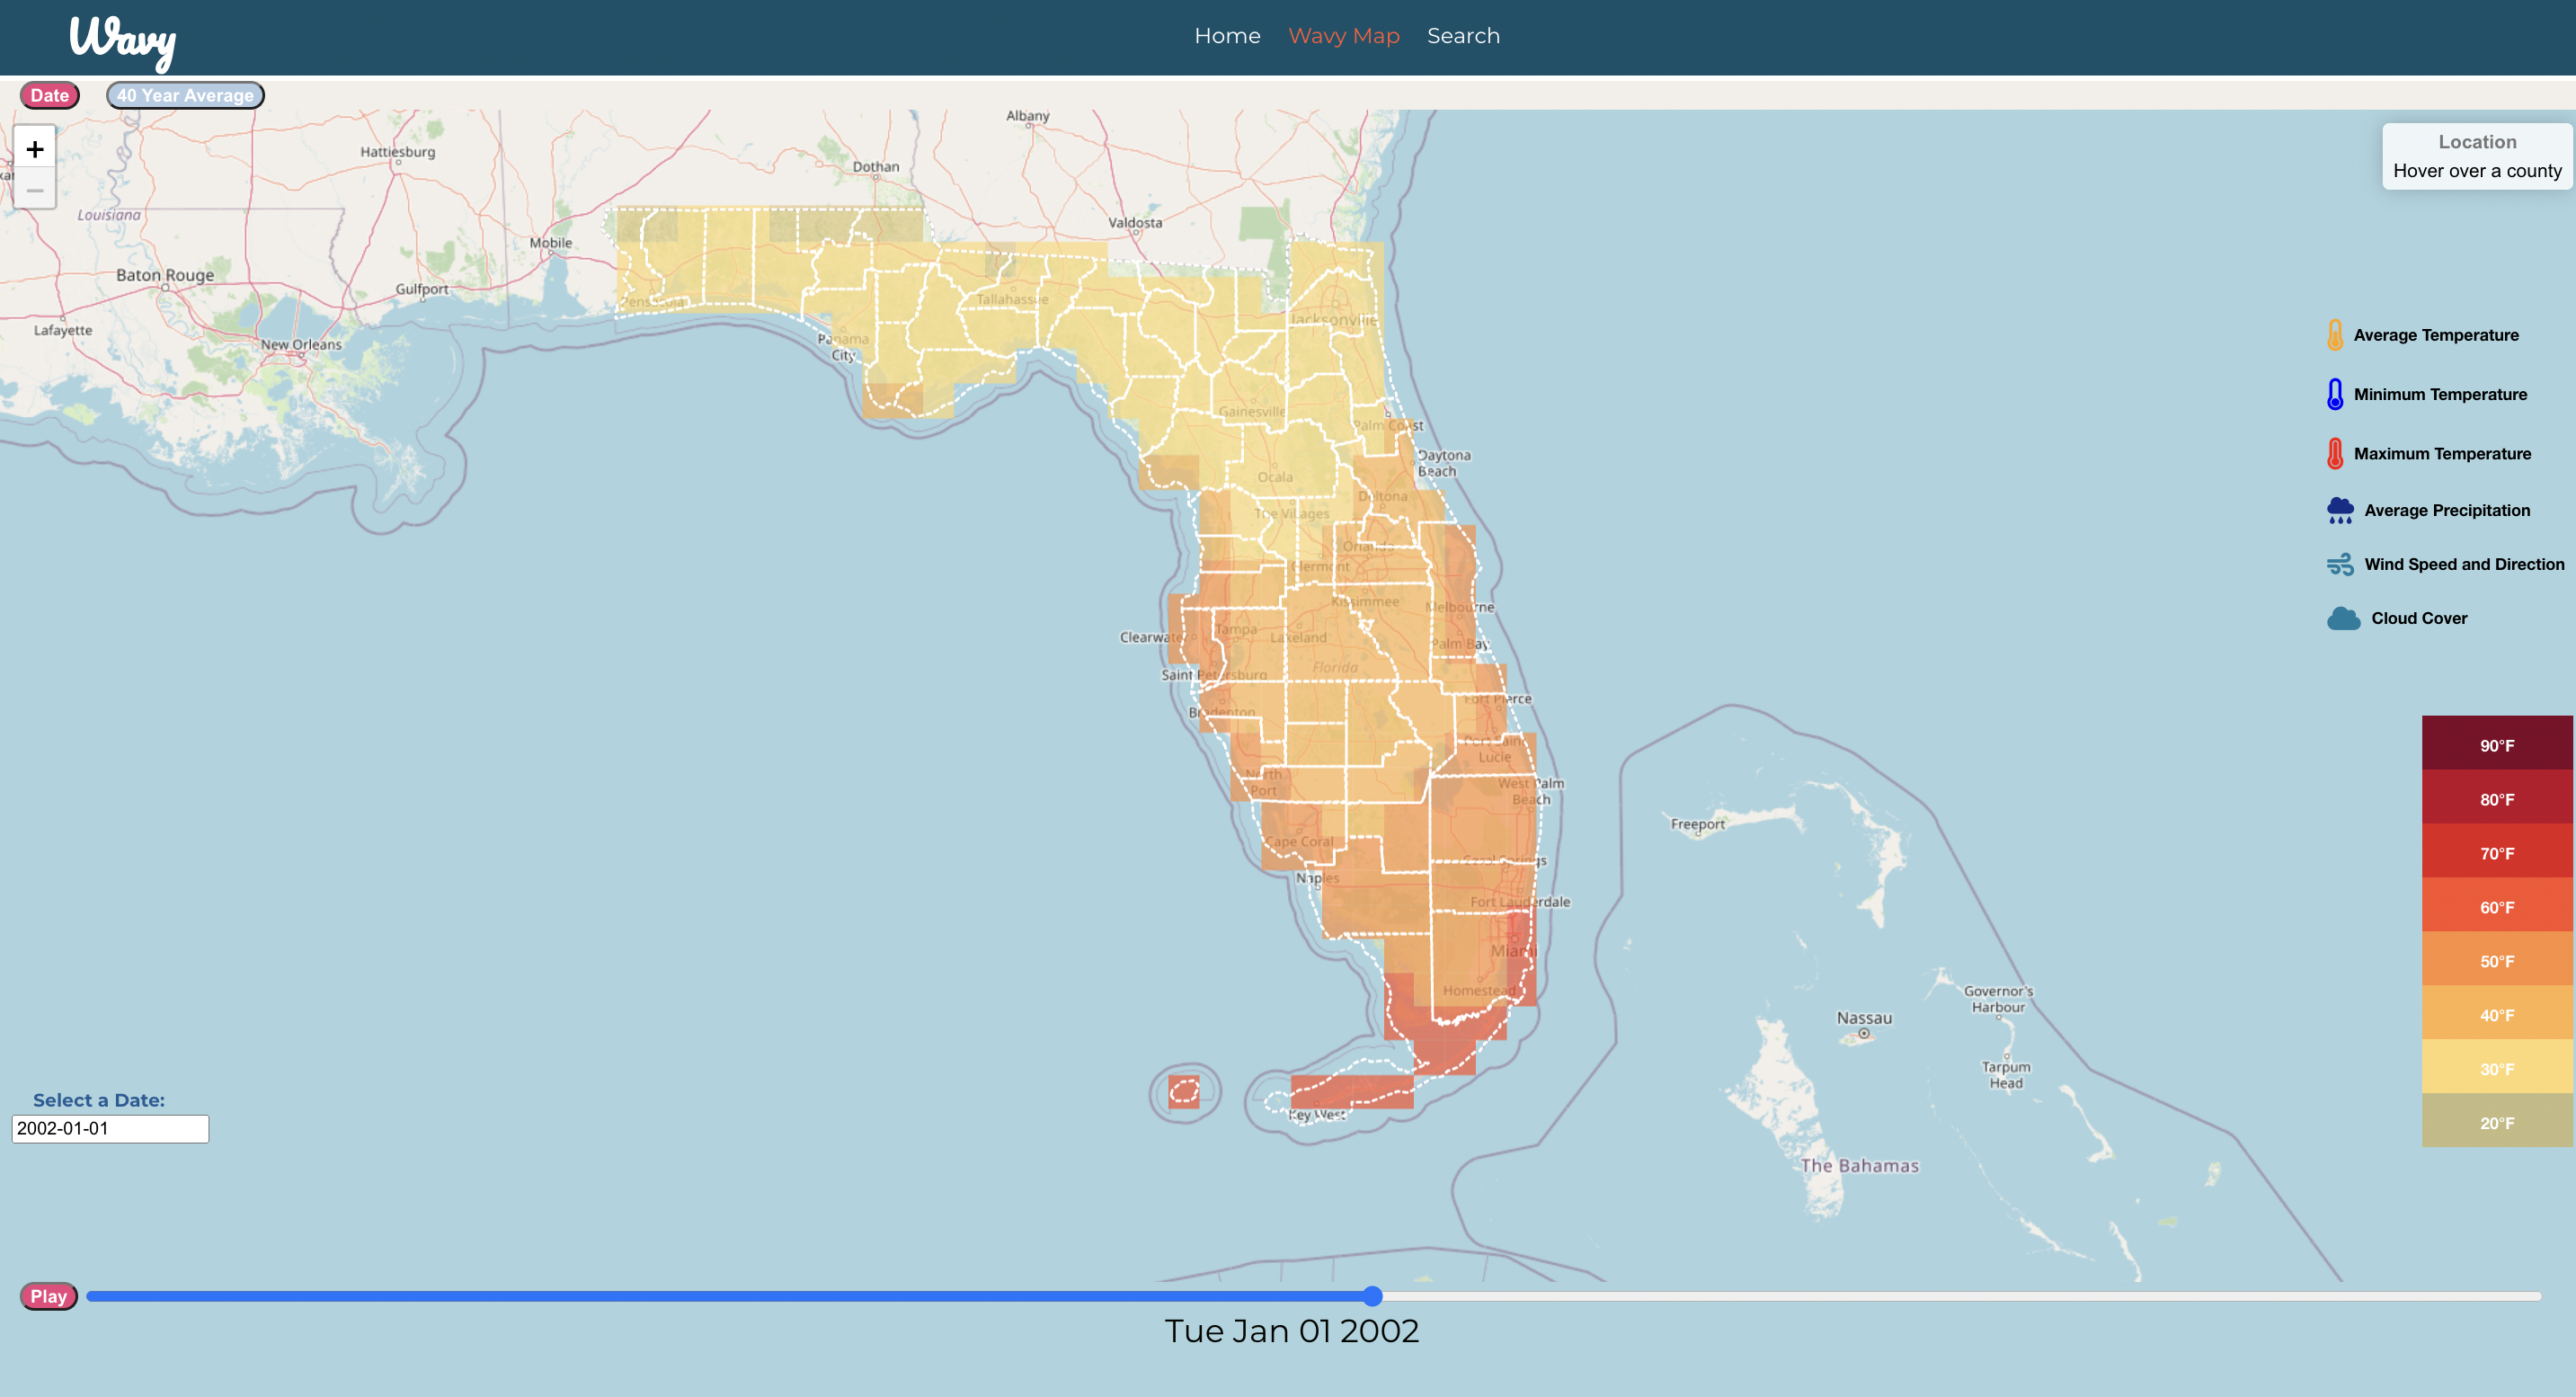 Wavy
Home Wavy Map Search
Date 40 Year Average
+
−
Location
Hover over a county
Albany
Hattiesburg
Dothan
Louisiana
Valdosta
Mobile
Baton Rouge
Gulfport
Pensacola
Tallahassee
Jacksonville
Lafayette
New Orleans
Panama
City
Average Temperature
Minimum Temperature
Maximum Temperature
Average Precipitation
Wind Speed and Direction
Cloud Cover
Gainesville
Palm Coast
Daytona
Beach
Ocala
Deltona
The Villages
Orlando
Clermont
Kissimmee
Melbourne
Clearwater
Tampa
Lakeland
Palm Bay
Florida
Saint Petersburg
Fort Pierce
Bradenton
Port Saint
Lucie
North
Port
West Palm
Beach
Freeport
Cape Coral
Coral Springs
Naples
Fort Lauderdale
Miami
Homestead
Governor's
Harbour
Nassau
Tarpum
Head
Key West
The Bahamas
90°F
80°F
70°F
60°F
50°F
40°F
30°F
20°F
Select a Date:
2002-01-01
Play
Tue Jan 01 2002